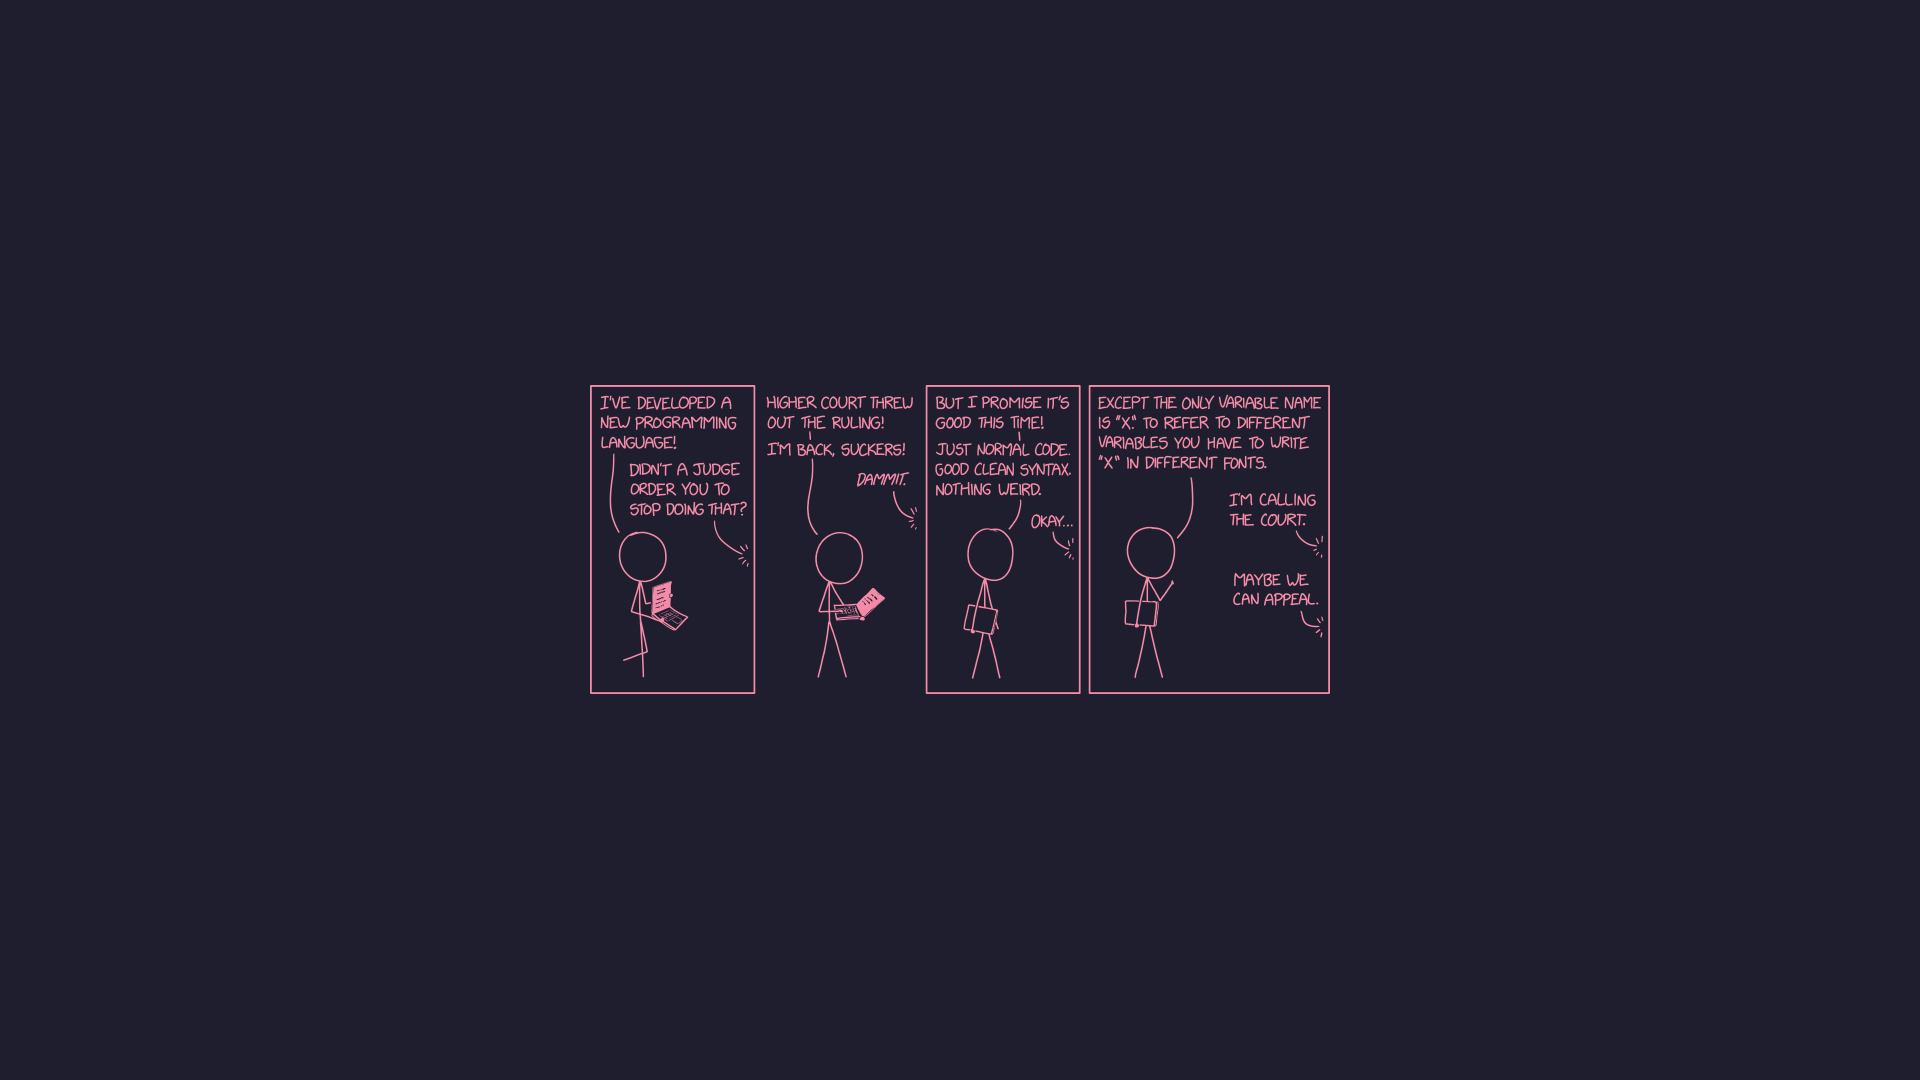 I'VE DEVELOPED A
NEW PROGRAMMING
LANGUAGE!
DIDN'T A JUDGE
ORDER YOU TO
STOP DOING THAT?
HIGHER COURT THREW
OUT THE RULING!
I'M BACK, SUCKERS!
DAMMIT.
BUT I PROMISE IT'S
GOOD THIS TIME!
JUST NORMAL CODE.
GOOD CLEAN SYNTAX.
NOTHING WEIRD.
OKAY...
EXCEPT THE ONLY VARIABLE NAME
IS "X." TO REFER TO DIFFERENT
VARIABLES YOU HAVE TO WRITE
"X" IN DIFFERENT FONTS.
I'M CALLING
THE COURT.
MAYBE WE
CAN APPEAL.